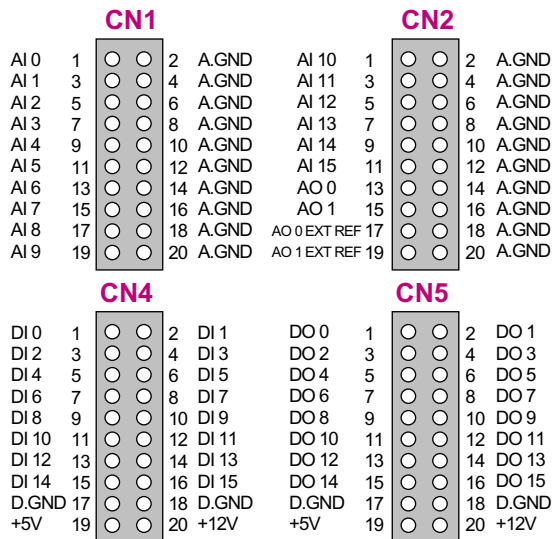 CN1 CN2
AI 0 1 2 A.GND AI 10 1 2 A.GND
AI 1 3 4 A.GND AI 11 3 4 A.GND
AI 2 5 6 A.GND AI 12 5 6 A.GND
AI 3 7 8 A.GND AI 13 7 8 A.GND
AI 4 9 10 A.GND AI 14 9 10 A.GND
AI 5 11 12 A.GND AI 15 11 12 A.GND
AI 6 13 14 A.GND AO 0 13 14 A.GND
AI 7 15 16 A.GND AO 1 15 16 A.GND
AI 8 17 18 A.GND AO 0 EXT REF 17 18 A.GND
AI 9 19 20 A.GND AO 1 EXT REF 19 20 A.GND
CN4 CN5
DI 0 1 2 DI 1 DO 0 1 2 DO 1
DI 2 3 4 DI 3 DO 2 3 4 DO 3
DI 4 5 6 DI 5 DO 4 5 6 DO 5
DI 6 7 8 DI 7 DO 6 7 8 DO 7
DI 8 9 10 DI 9 DO 8 9 10 DO 9
DI 10 11 12 DI 11 DO 10 11 12 DO 11
DI 12 13 14 DI 13 DO 12 13 14 DO 13
DI 14 15 16 DI 15 DO 14 15 16 DO 15
D.GND 17 18 D.GND D.GND 17 18 D.GND
+5V 19 20 +12V +5V 19 20 +12V